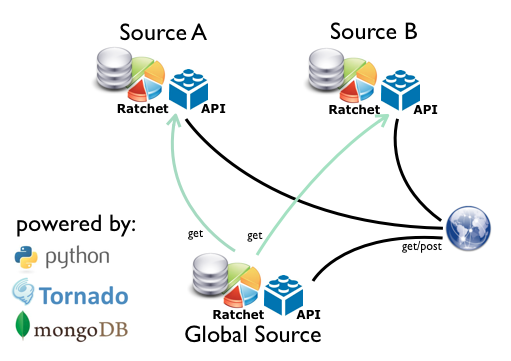 Source A
Source B
Ratchet API
Ratchet API
get
get
get/post
powered by:
python
Tornado
mongoDB
Ratchet API
Global Source